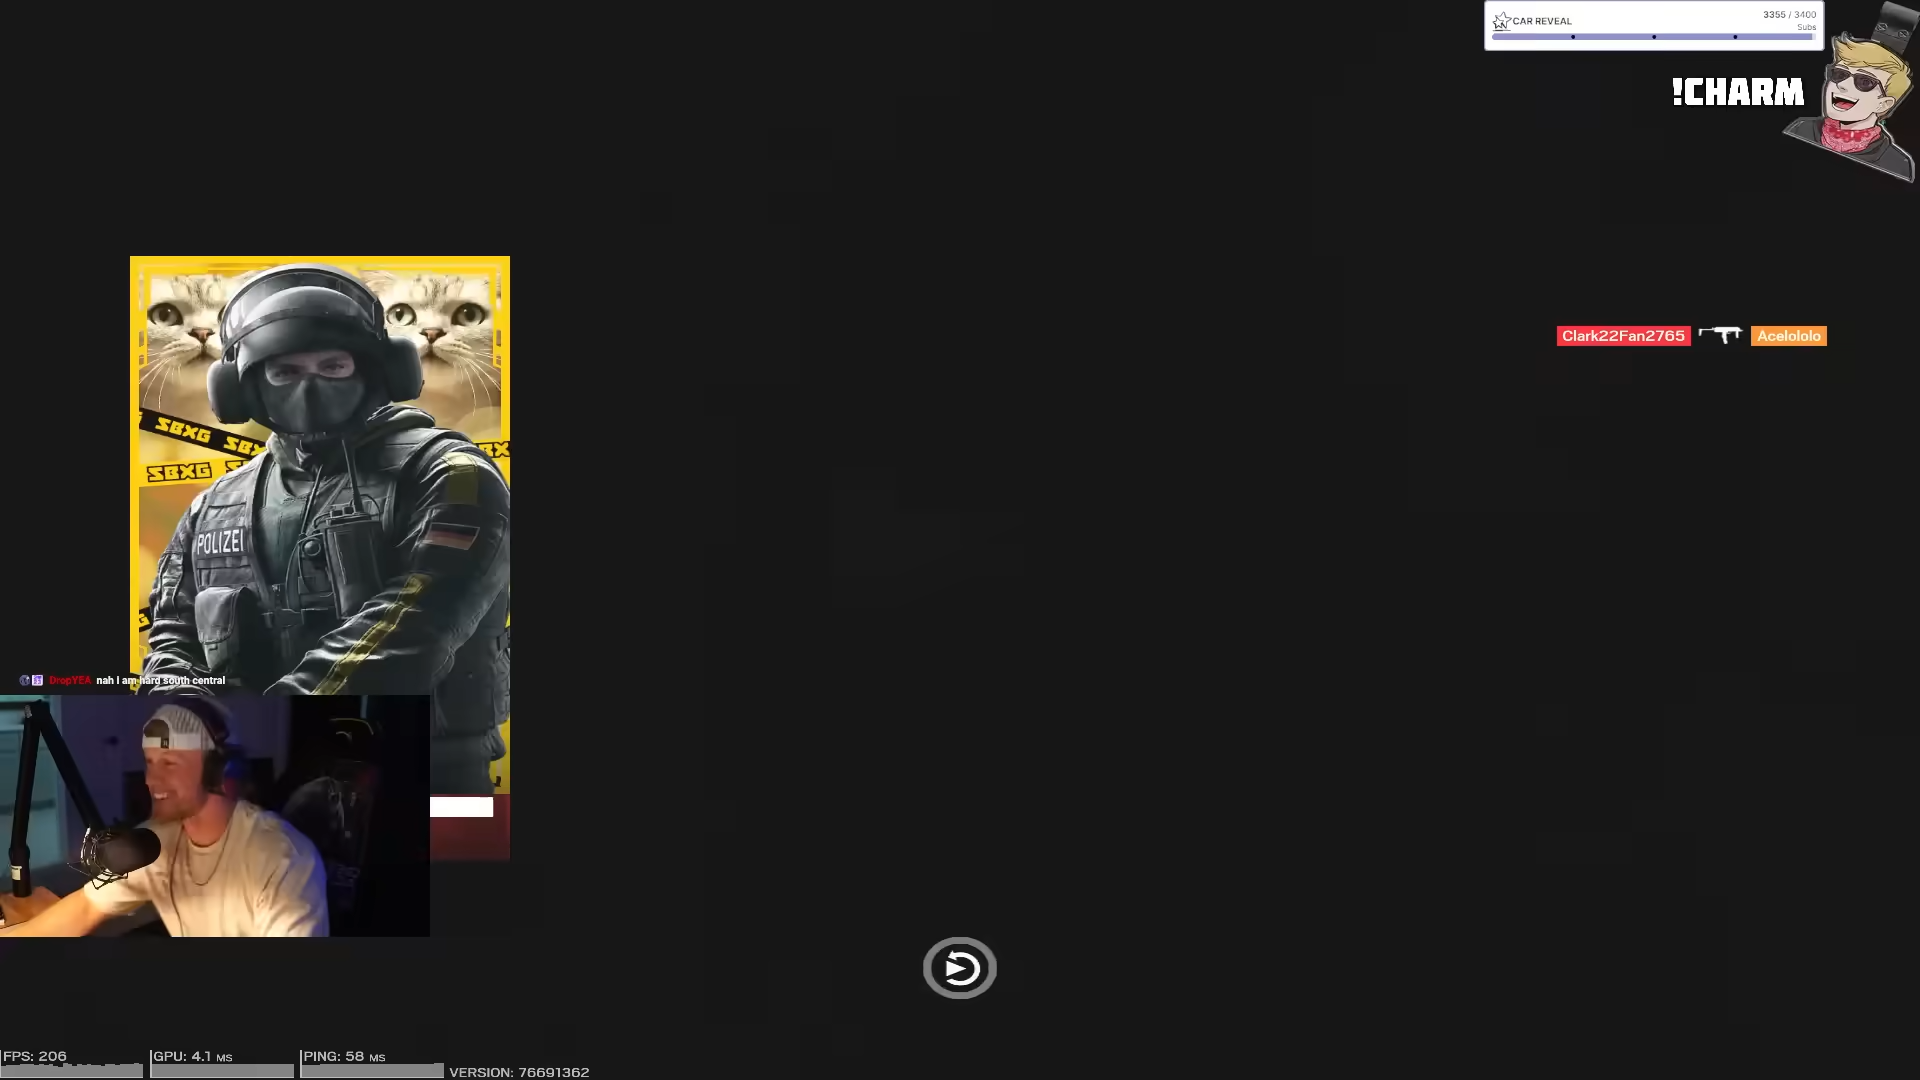 CAR REVEAL
3355 / 3400
Subs
!CHARM
Clark22Fan2765 Acelololo
SBXG
SBXG
POLIZEI
DropYEA nah i am hard south central
FPS: 206
GPU: 4.1 MS
PING: 58 MS
VERSION: 76691362